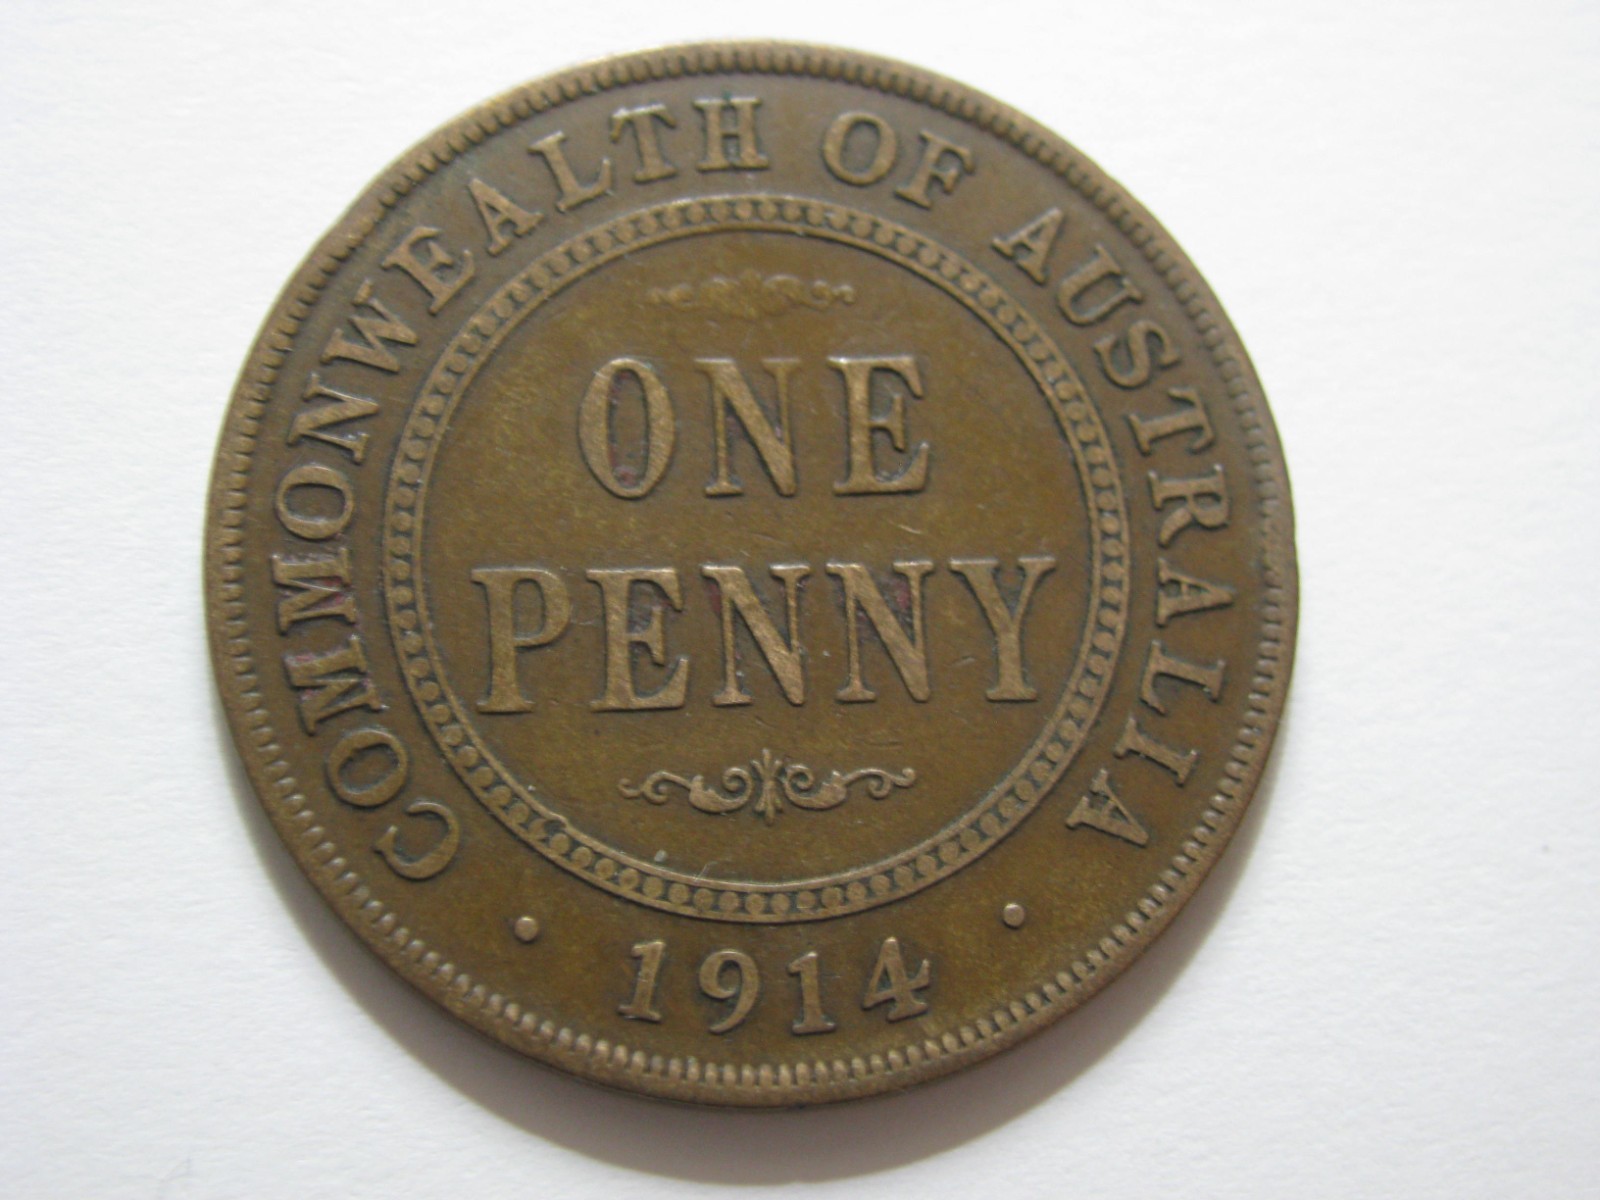 COMMONWEALTH OF AUSTRALIA
ONE
PENNY
· 1914 ·